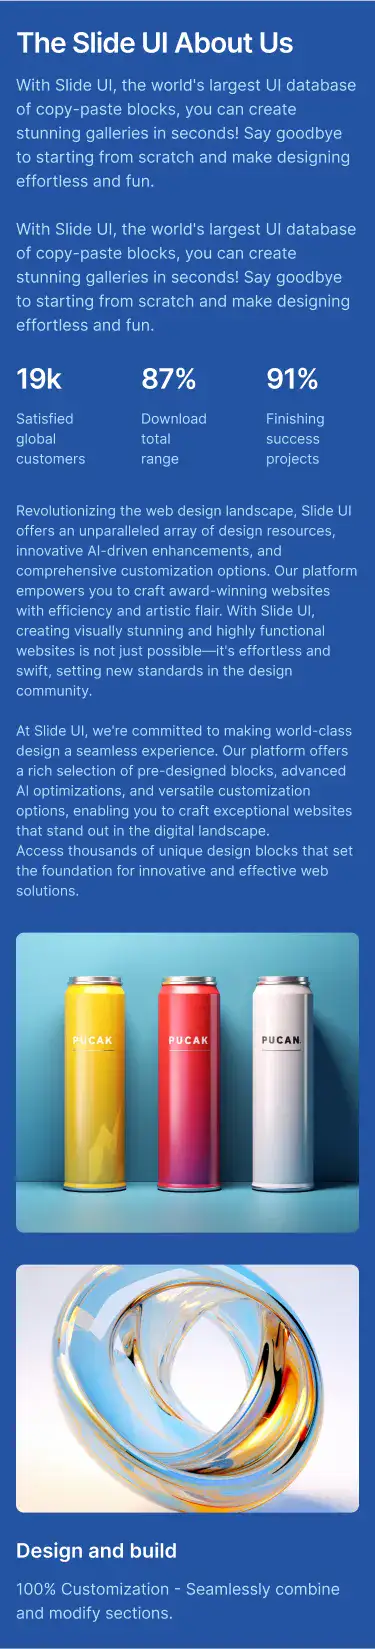 The Slide UI About Us
With Slide UI, the world's largest UI database
of copy-paste blocks, you can create
stunning galleries in seconds! Say goodbye
to starting from scratch and make designing
effortless and fun.
With Slide UI, the world's largest UI database
of copy-paste blocks, you can create
stunning galleries in seconds! Say goodbye
to starting from scratch and make designing
effortless and fun.
19k 87% 91%
Satisfied Download Finishing
global total success
customers range projects
Revolutionizing the web design landscape, Slide UI
offers an unparalleled array of design resources,
innovative AI-driven enhancements, and
comprehensive customization options. Our platform
empowers you to craft award-winning websites
with efficiency and artistic flair. With Slide UI,
creating visually stunning and highly functional
websites is not just possible—it's effortless and
swift, setting new standards in the design
community.
At Slide UI, we're committed to making world-class
design a seamless experience. Our platform offers
a rich selection of pre-designed blocks, advanced
AI optimizations, and versatile customization
options, enabling you to craft exceptional websites
that stand out in the digital landscape.
Access thousands of unique design blocks that set
the foundation for innovative and effective web
solutions.
PUCAK PUCAK PUCAN
Design and build
100% Customization - Seamlessly combine
and modify sections.